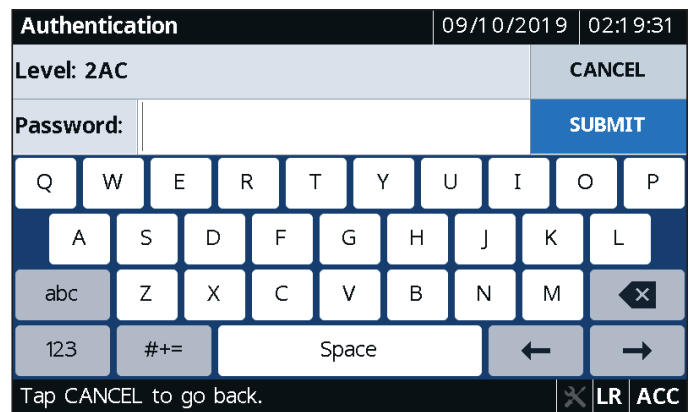 Authentication 09/10/2019 02:19:31
Level: 2AC CANCEL
Password: SUBMIT
Q W E R T Y U I O P
A S D F G H J K L
abc Z X C V B N M
123 #+= Space ← →
Tap CANCEL to go back. LR ACC